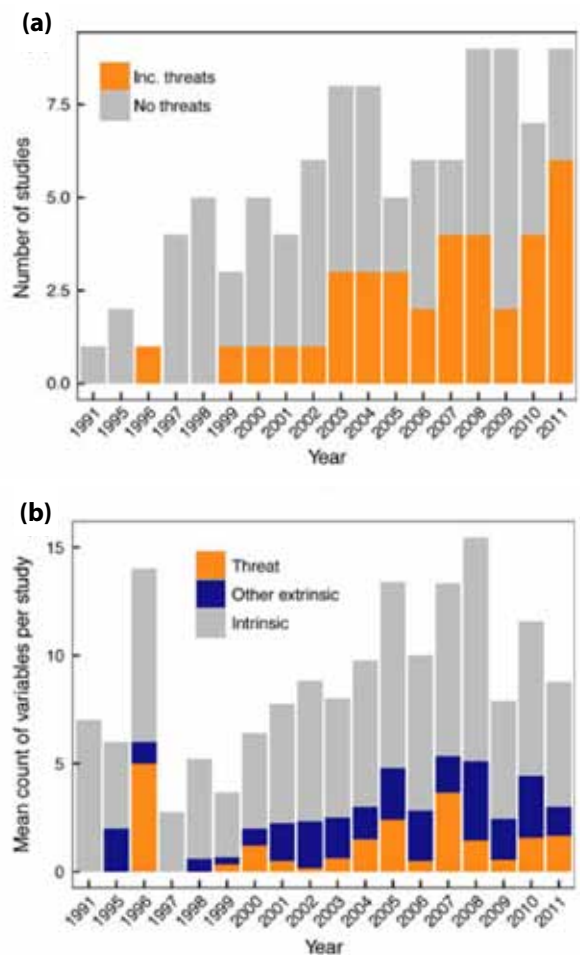 (a)
Inc. threats
No threats
7.5
5.0
2.5
0.0
Number of studies
1991 1995 1996 1997 1998 1999 2000 2001 2002 2003 2004 2005 2006 2007 2008 2009 2010 2011
Year
(b)
Threat
Other extrinsic
Intrinsic
15
10
5
0
Mean count of variables per study
1991 1995 1996 1997 1998 1999 2000 2001 2002 2003 2004 2005 2006 2007 2008 2009 2010 2011
Year